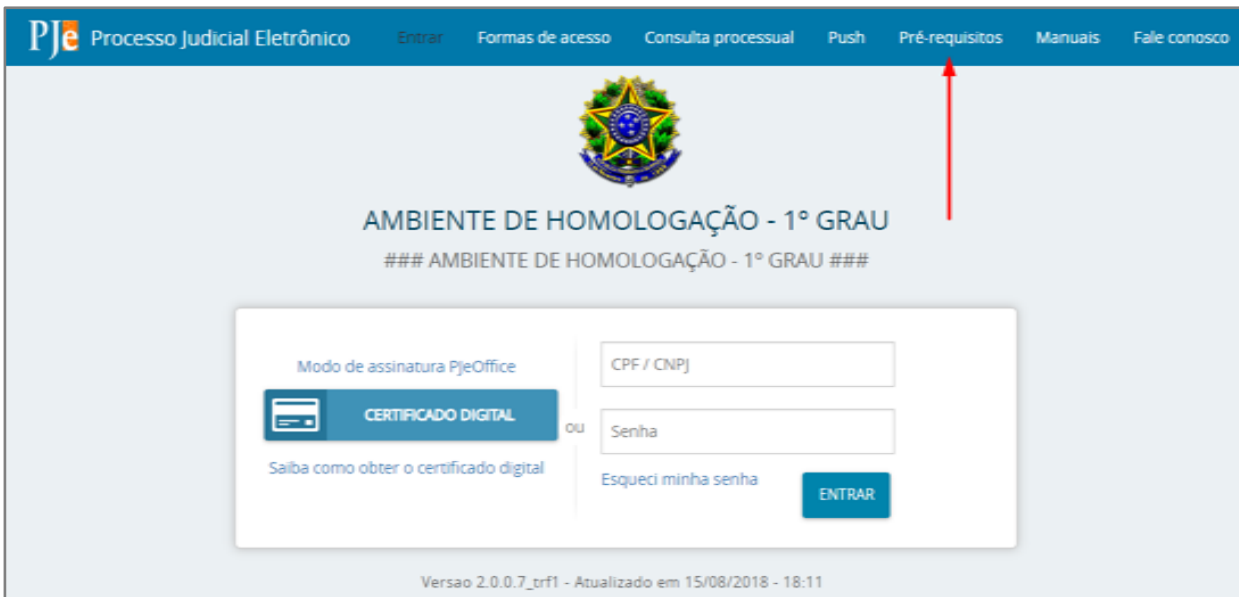 PJe Processo Judicial Eletrônico Entrar Formas de acesso Consulta processual Push Pré-requisitos Manuais Fale conosco
AMBIENTE DE HOMOLOGAÇÃO - 1º GRAU
### AMBIENTE DE HOMOLOGAÇÃO - 1º GRAU ###
Modo de assinatura PJeOffice
CERTIFICADO DIGITAL
Saiba como obter o certificado digital
ou
CPF / CNPJ
Senha
Esqueci minha senha
ENTRAR
Versao 2.0.0.7_trf1 - Atualizado em 15/08/2018 - 18:11